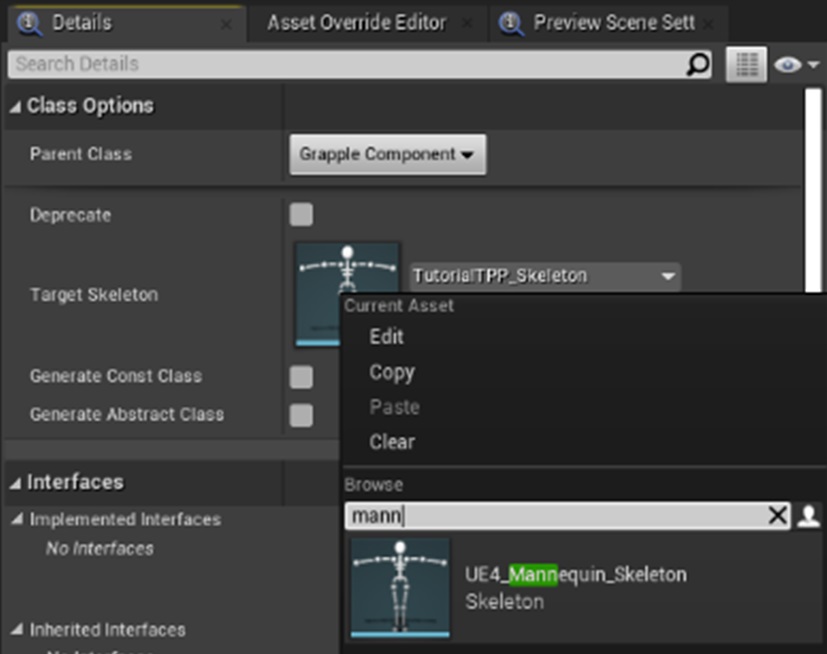 Details
Asset Override Editor
Preview Scene Sett
Search Details
Class Options
Parent Class
Grapple Component
Deprecate
Target Skeleton
TutorialTPP_Skeleton
Current Asset
Edit
Copy
Paste
Clear
Generate Const Class
Generate Abstract Class
Browse
mann
UE4_Mannequin_Skeleton
Skeleton
Interfaces
Implemented Interfaces
No Interfaces
Inherited Interfaces
No Interfaces